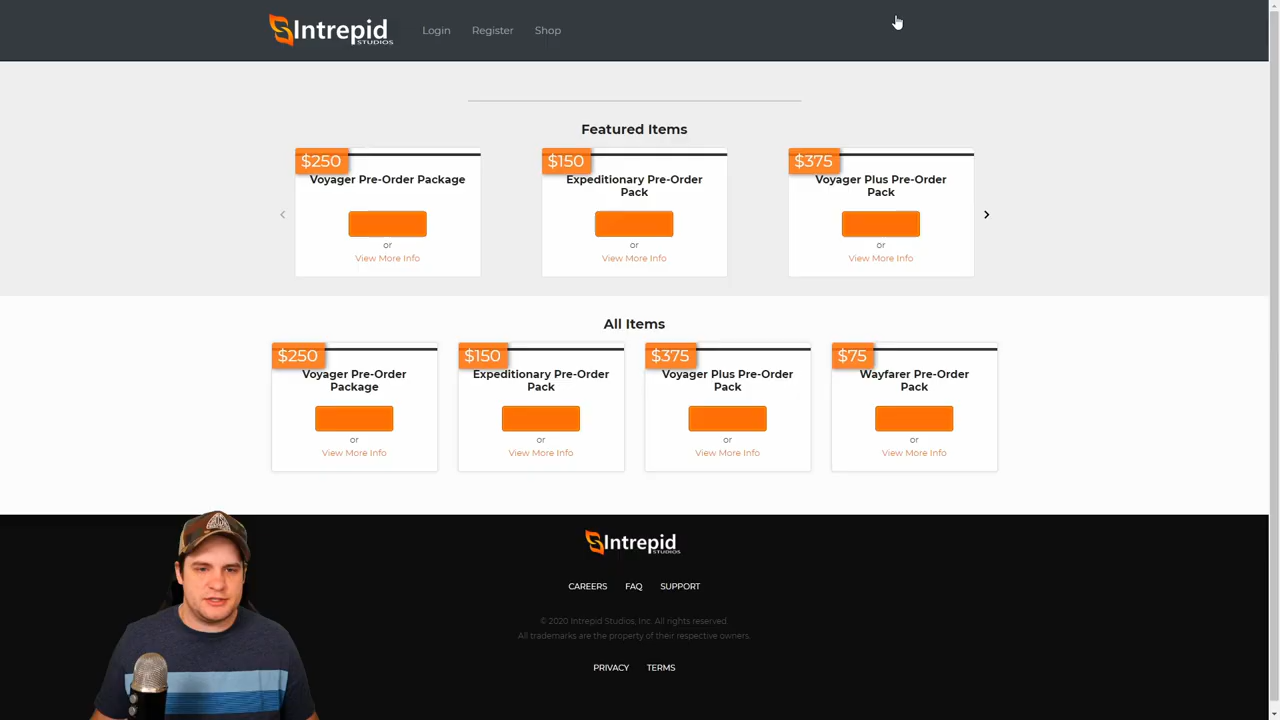 Intrepid
STUDIOS
Login Register Shop
Featured Items
$250 $150 $375
Voyager Pre-Order Package
Expeditionary Pre-Order
Pack
Voyager Plus Pre-Order
Pack
or or or
View More Info View More Info View More Info
All Items
$250 $150 $375 $75
Voyager Pre-Order
Package
Expeditionary Pre-Order
Pack
Voyager Plus Pre-Order
Pack
Wayfarer Pre-Order
Pack
or or or or
View More Info View More Info View More Info View More Info
Intrepid
STUDIOS
CAREERS FAQ SUPPORT
© 2020 Intrepid Studios, Inc. All rights reserved.
All trademarks are the property of their respective owners.
PRIVACY TERMS